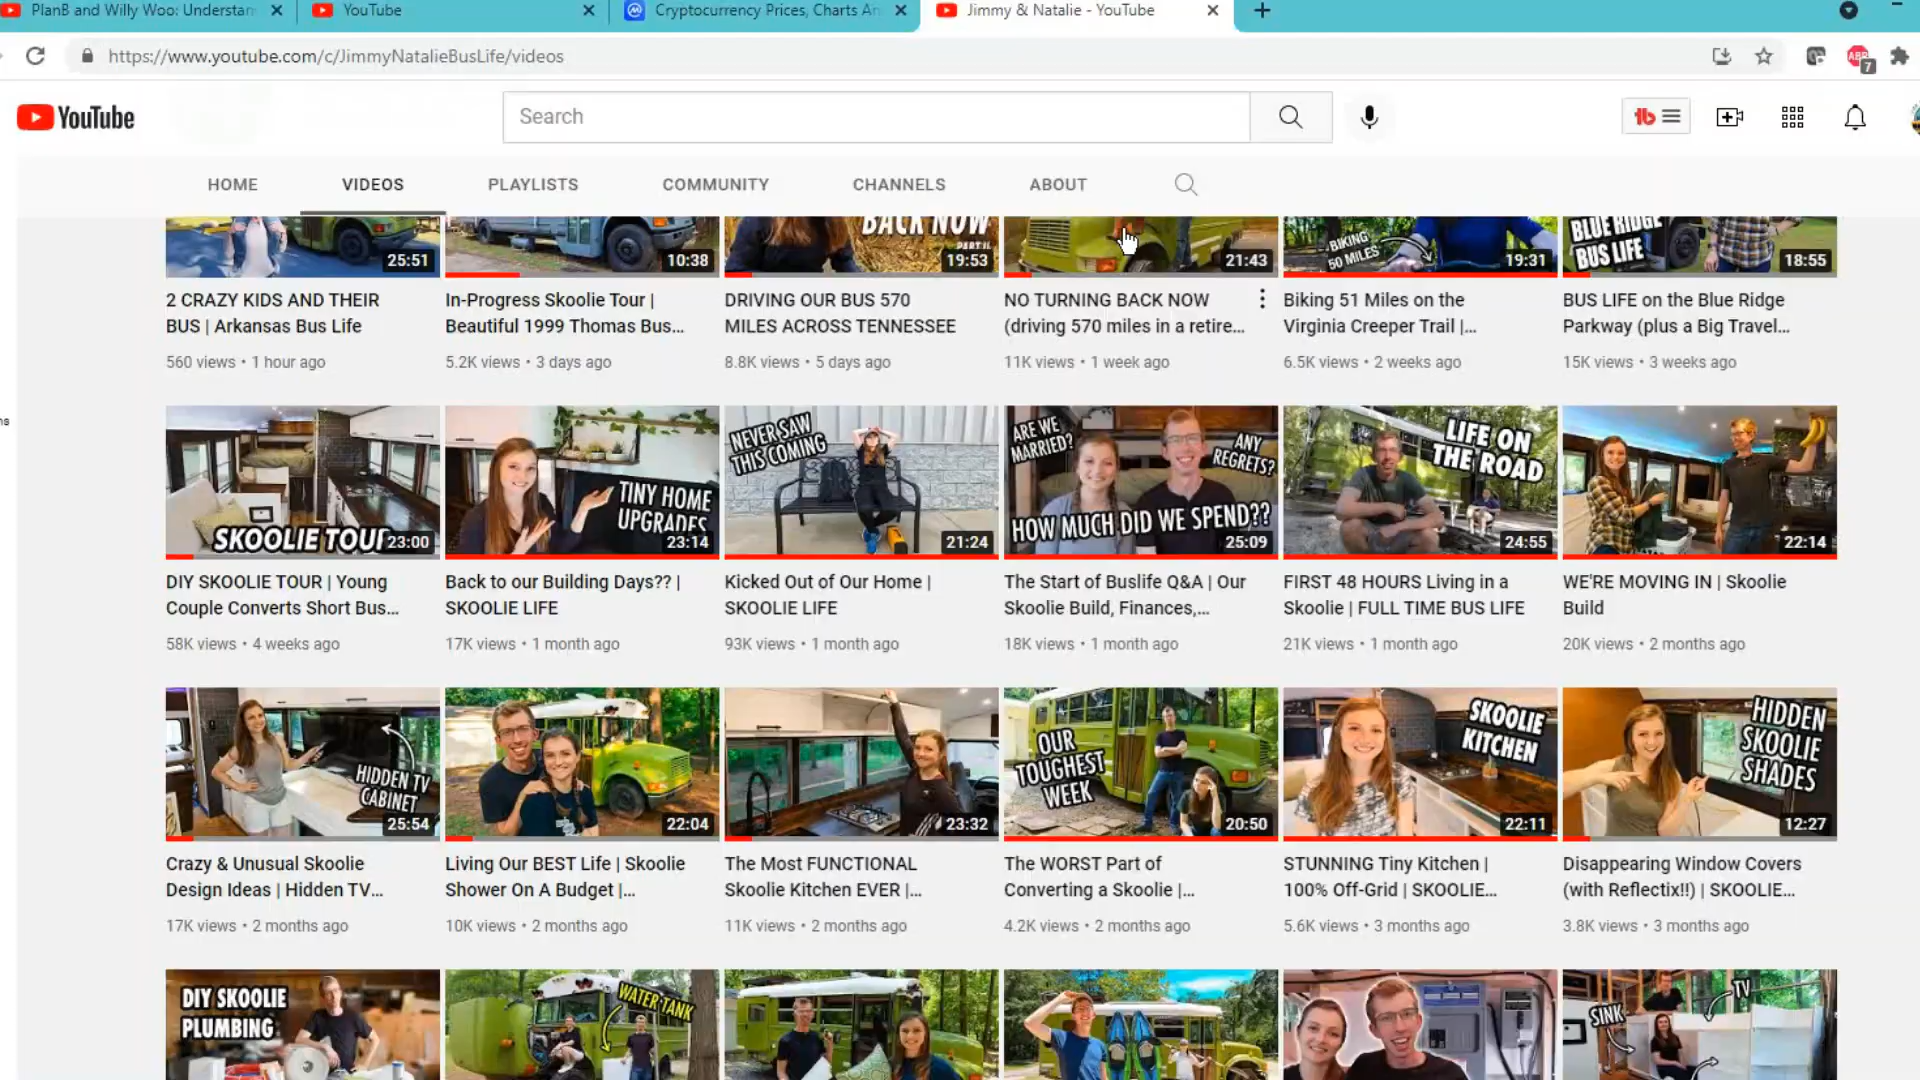 PlanB and Willy Woo: Understan
YouTube
Cryptocurrency Prices, Charts An
Jimmy & Natalie - YouTube
https://www.youtube.com/c/JimmyNatalieBusLife/videos
ABP
7
YouTube
Search
tb
HOME
VIDEOS
PLAYLISTS
COMMUNITY
CHANNELS
ABOUT
25:51
10:38
BACK NOW
PART II
19:53
21:43
BIKING
50 MILES
19:31
BLUE RIDGE
BUS LIFE
18:55
2 CRAZY KIDS AND THEIR
BUS | Arkansas Bus Life
560 views • 1 hour ago
In-Progress Skoolie Tour |
Beautiful 1999 Thomas Bus...
5.2K views • 3 days ago
DRIVING OUR BUS 570
MILES ACROSS TENNESSEE
8.8K views • 5 days ago
NO TURNING BACK NOW
(driving 570 miles in a retire...
11K views • 1 week ago
Biking 51 Miles on the
Virginia Creeper Trail |...
6.5K views • 2 weeks ago
BUS LIFE on the Blue Ridge
Parkway (plus a Big Travel...
15K views • 3 weeks ago
ns
SKOOLIE TOUR
23:00
TINY HOME
UPGRADES
23:14
NEVER SAW
THIS COMING
21:24
ARE WE
MARRIED?
ANY
REGRETS?
HOW MUCH DID WE SPEND??
25:09
LIFE ON
THE ROAD
24:55
22:14
DIY SKOOLIE TOUR | Young
Couple Converts Short Bus...
58K views • 4 weeks ago
Back to our Building Days?? |
SKOOLIE LIFE
17K views • 1 month ago
Kicked Out of Our Home |
SKOOLIE LIFE
93K views • 1 month ago
The Start of Buslife Q&A | Our
Skoolie Build, Finances,...
18K views • 1 month ago
FIRST 48 HOURS Living in a
Skoolie | FULL TIME BUS LIFE
21K views • 1 month ago
WE'RE MOVING IN | Skoolie
Build
20K views • 2 months ago
HIDDEN TV
CABINET
25:54
22:04
23:32
OUR
TOUGHEST
WEEK
20:50
SKOOLIE
KITCHEN
22:11
HIDDEN
SKOOLIE
SHADES
12:27
Crazy & Unusual Skoolie
Design Ideas | Hidden TV...
17K views • 2 months ago
Living Our BEST Life | Skoolie
Shower On A Budget |...
10K views • 2 months ago
The Most FUNCTIONAL
Skoolie Kitchen EVER |...
11K views • 2 months ago
The WORST Part of
Converting a Skoolie |...
4.2K views • 2 months ago
STUNNING Tiny Kitchen |
100% Off-Grid | SKOOLIE...
5.6K views • 3 months ago
Disappearing Window Covers
(with Reflectix!!) | SKOOLIE...
3.8K views • 3 months ago
DIY SKOOLIE
PLUMBING
WATER TANK
SINK
TV